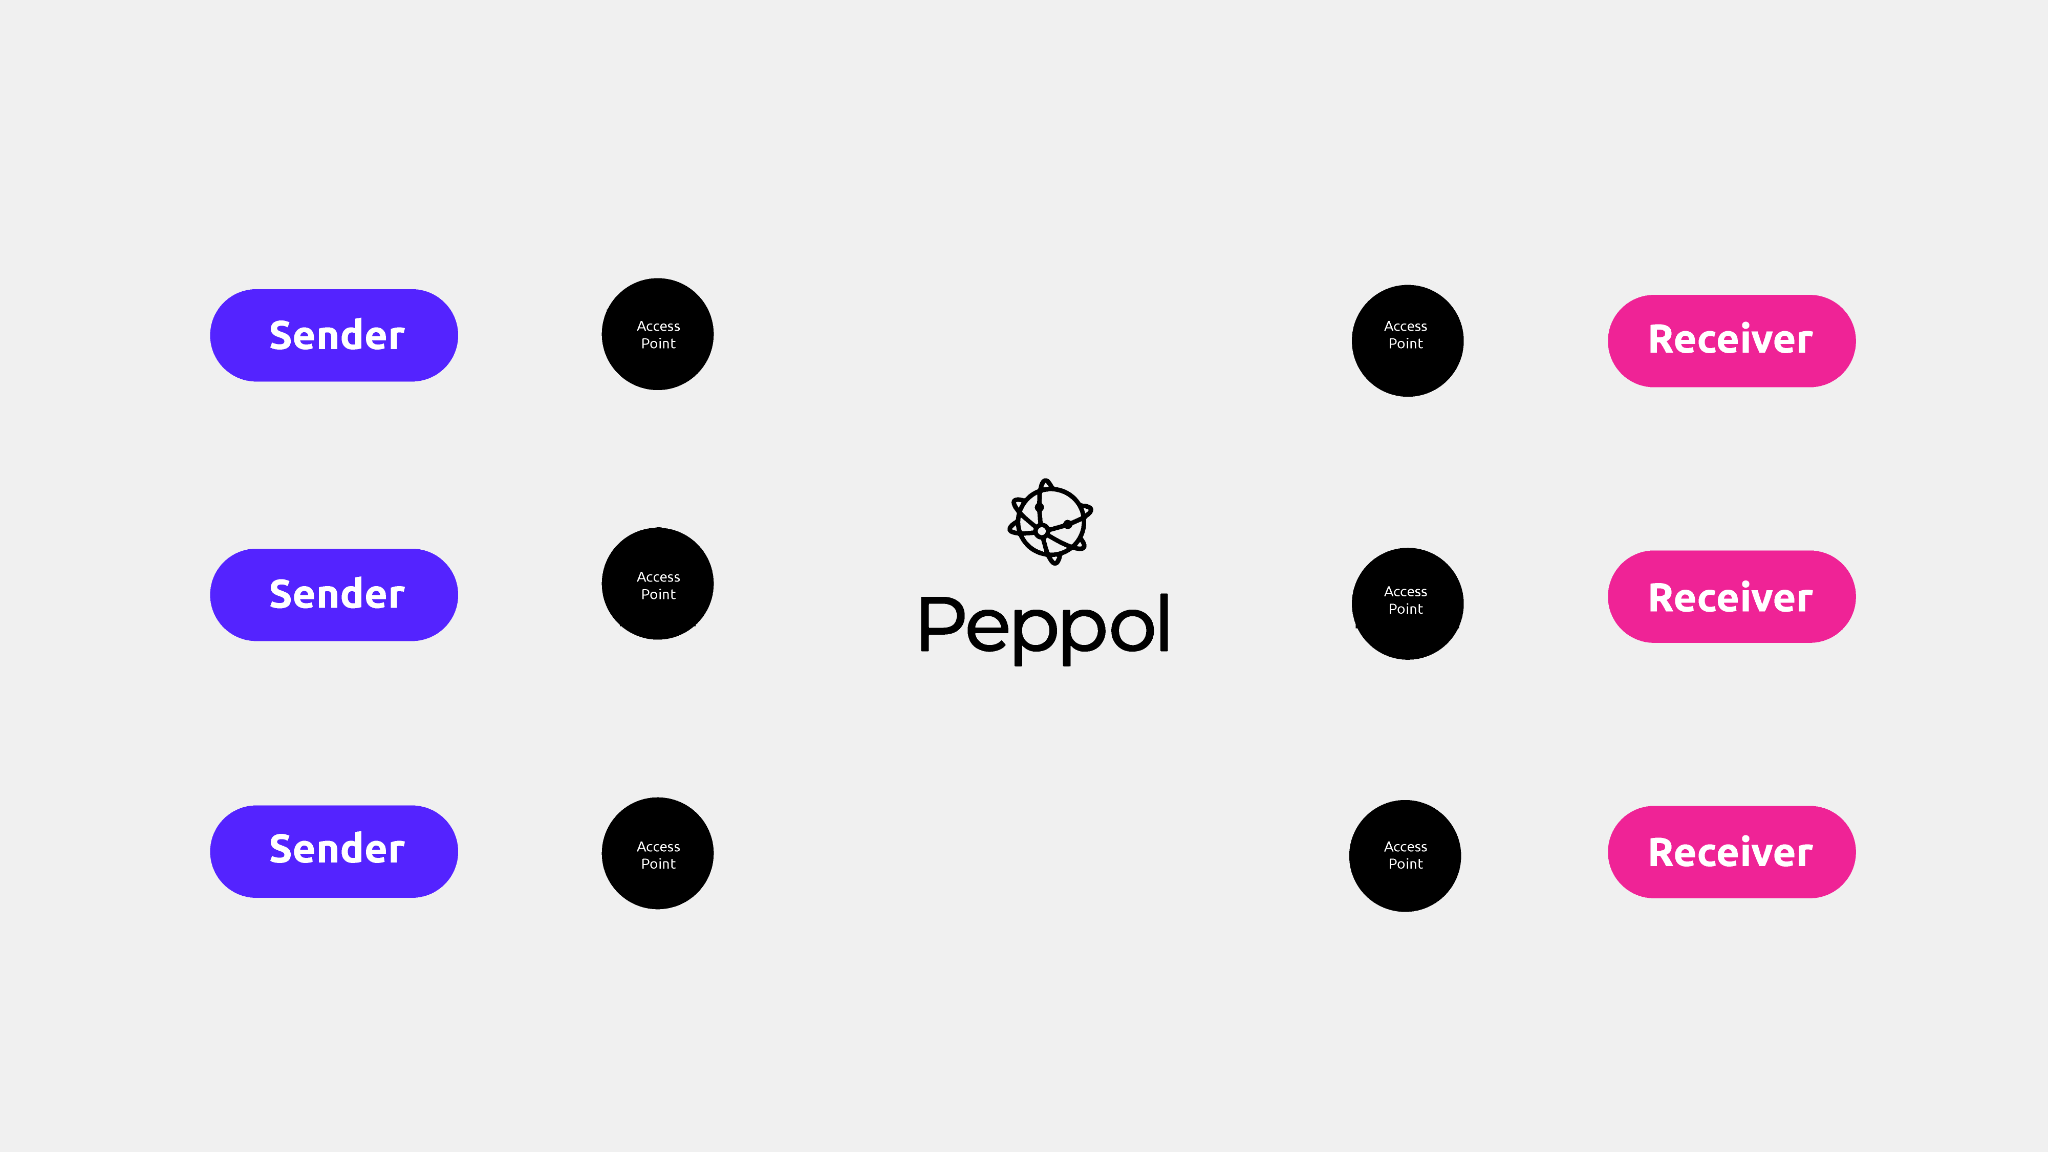 Sender
Access
Point
Access
Point
Receiver
Sender
Access
Point
Peppol
Access
Point
Receiver
Sender
Access
Point
Access
Point
Receiver